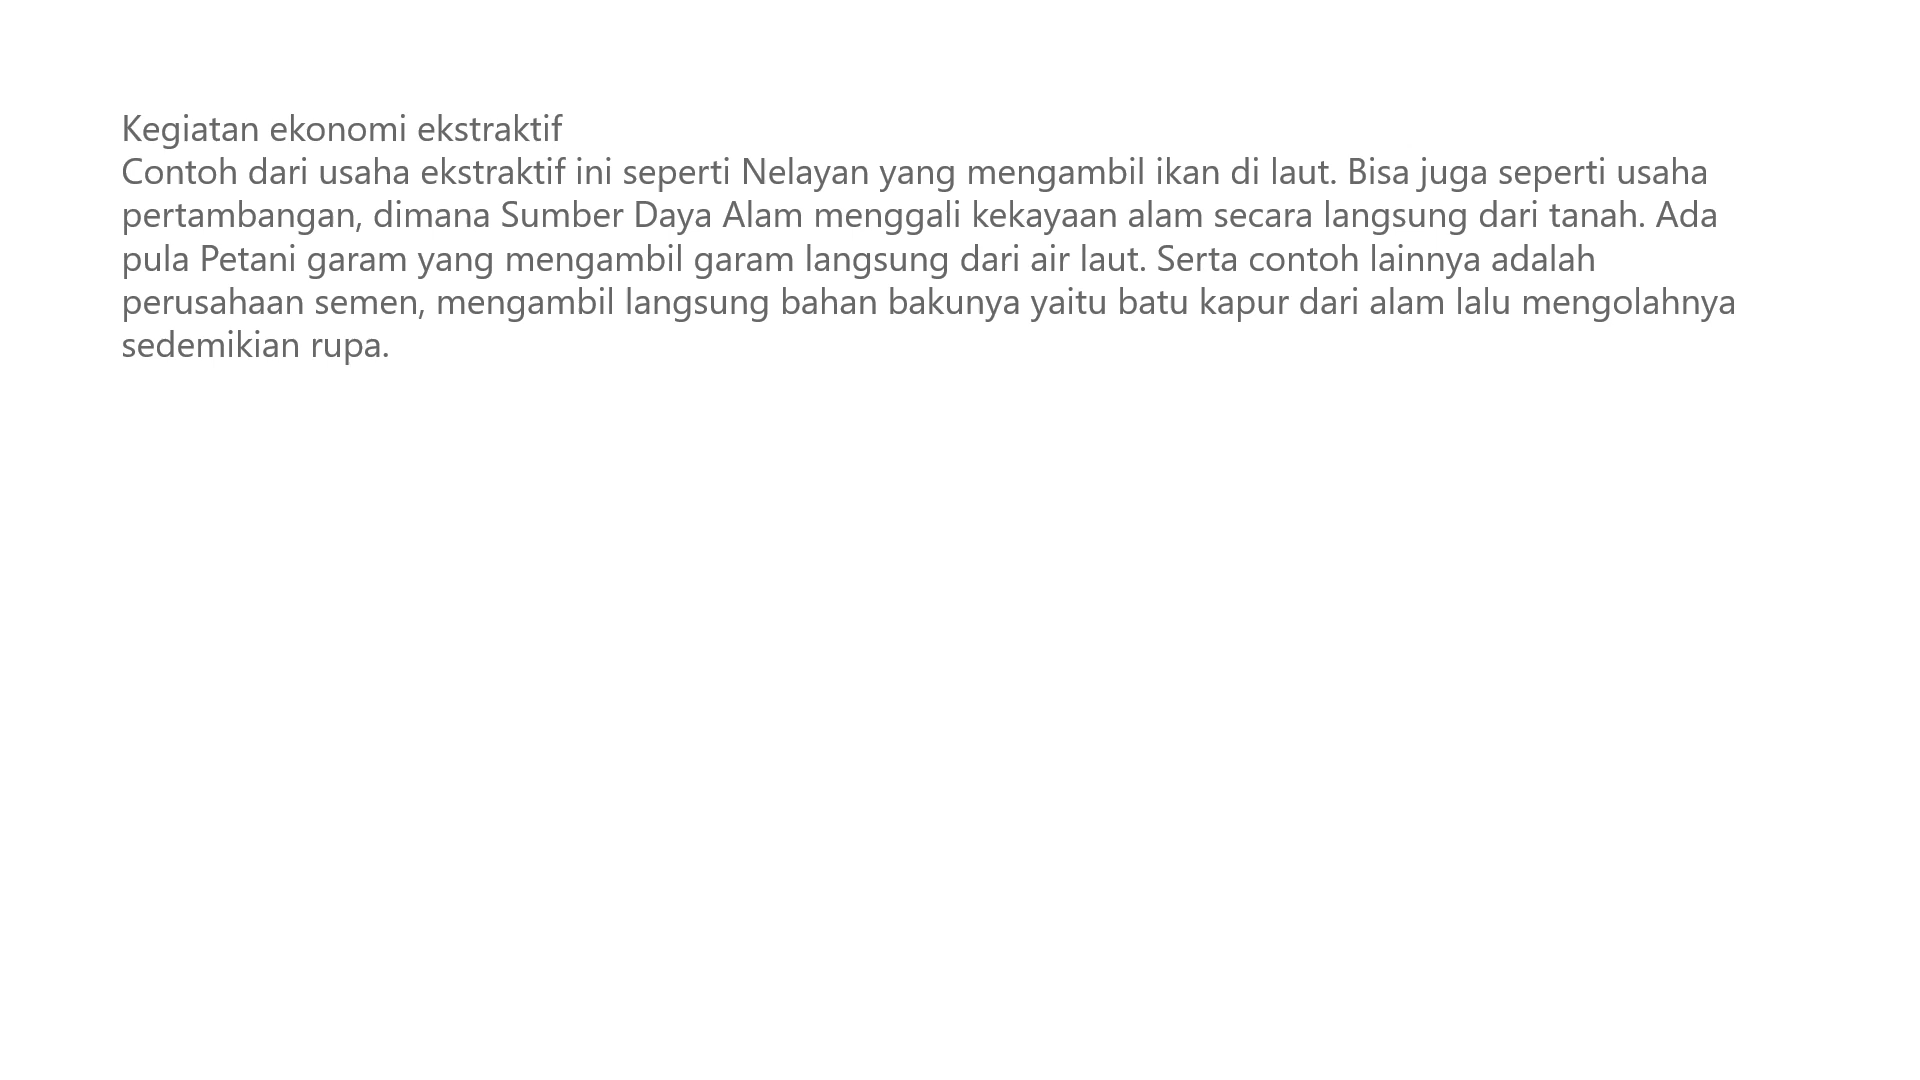 Kegiatan ekonomi ekstraktif
Contoh dari usaha ekstraktif ini seperti Nelayan yang mengambil ikan di laut. Bisa juga seperti usaha
pertambangan, dimana Sumber Daya Alam menggali kekayaan alam secara langsung dari tanah. Ada
pula Petani garam yang mengambil garam langsung dari air laut. Serta contoh lainnya adalah
perusahaan semen, mengambil langsung bahan bakunya yaitu batu kapur dari alam lalu mengolahnya
sedemikian rupa.